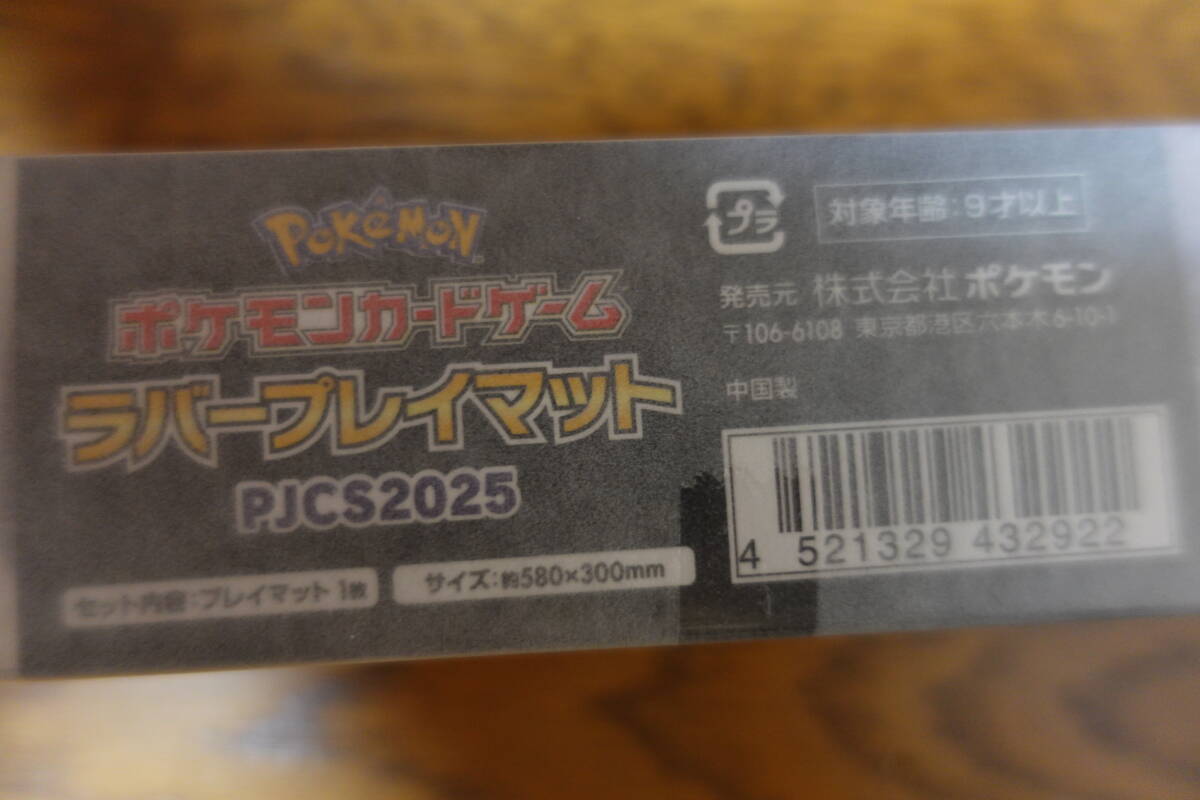 POKéMON
ポケモンカードゲーム
ラバープレイマット
PJCS2025
セット内容:プレイマット 1枚
サイズ:約580×300mm
プラ
対象年齢:9才以上
発売元 株式会社ポケモン
〒106-6108 東京都港区六本木6-10-1
中国製
4 521329 432922